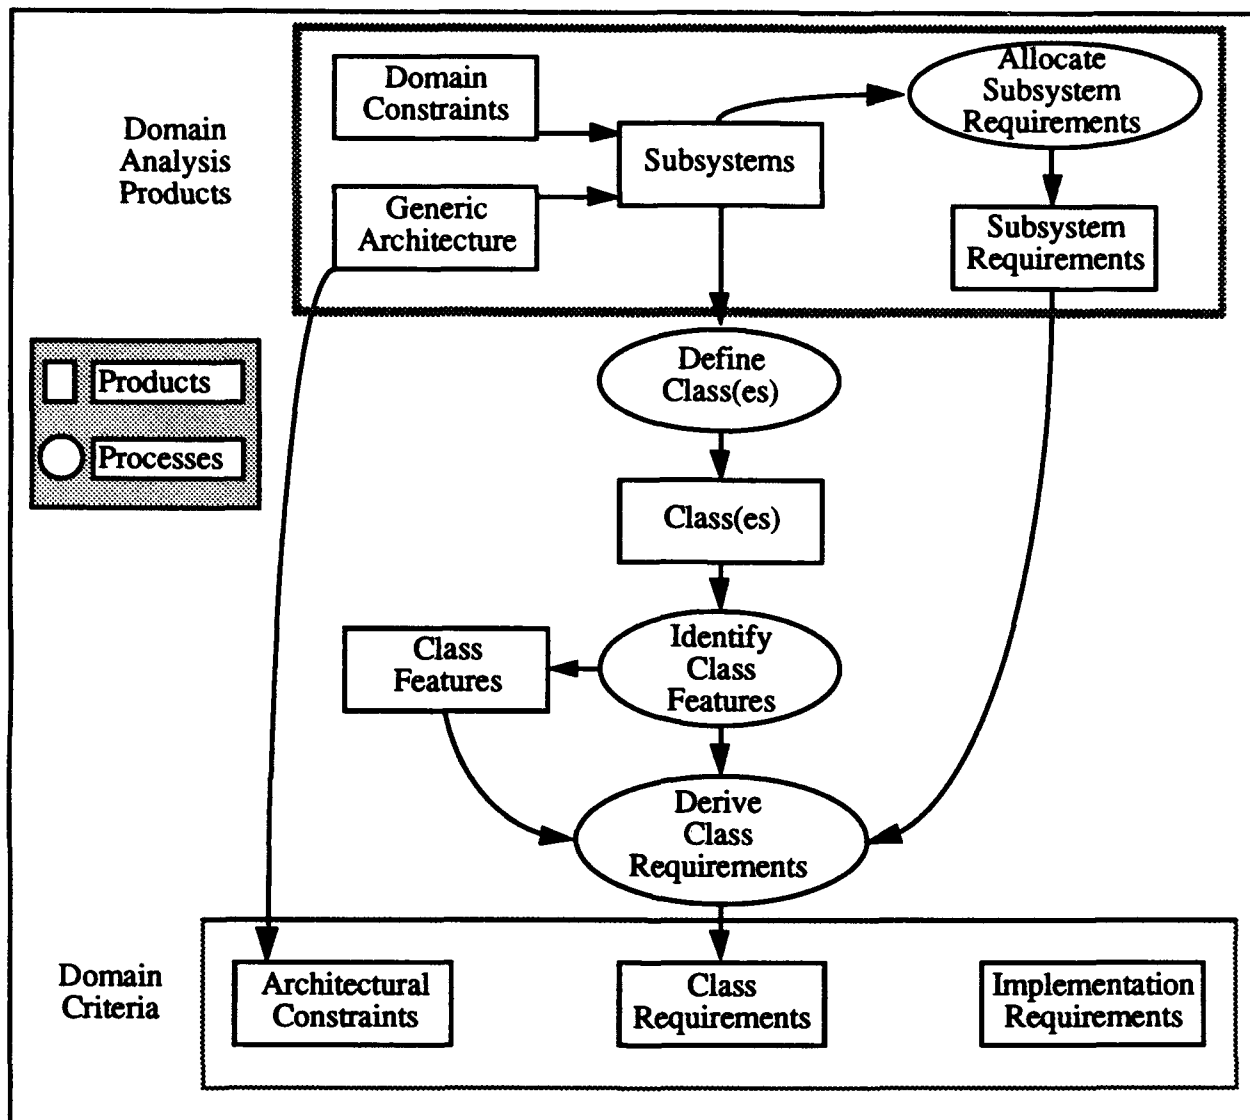 Domain
Analysis
Products
Domain
Constraints
Generic
Architecture
Subsystems
Allocate
Subsystem
Requirements
Subsystem
Requirements
Products
Processes
Define
Class(es)
Class(es)
Identify
Class
Features
Class
Features
Derive
Class
Requirements
Domain
Criteria
Architectural
Constraints
Class
Requirements
Implementation
Requirements